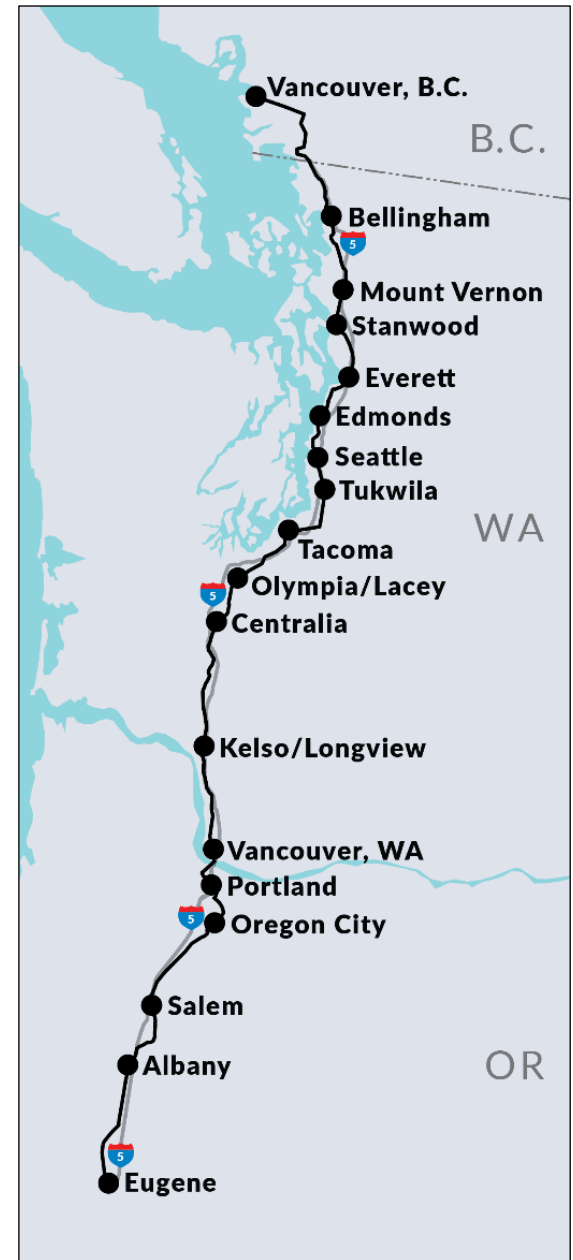 Vancouver, B.C.
B.C.
Bellingham
5
Mount Vernon
Stanwood
Everett
Edmonds
Seattle
Tukwila
WA
Tacoma
Olympia/Lacey
5
Centralia
Kelso/Longview
Vancouver, WA
Portland
5
Oregon City
Salem
Albany
OR
5
Eugene